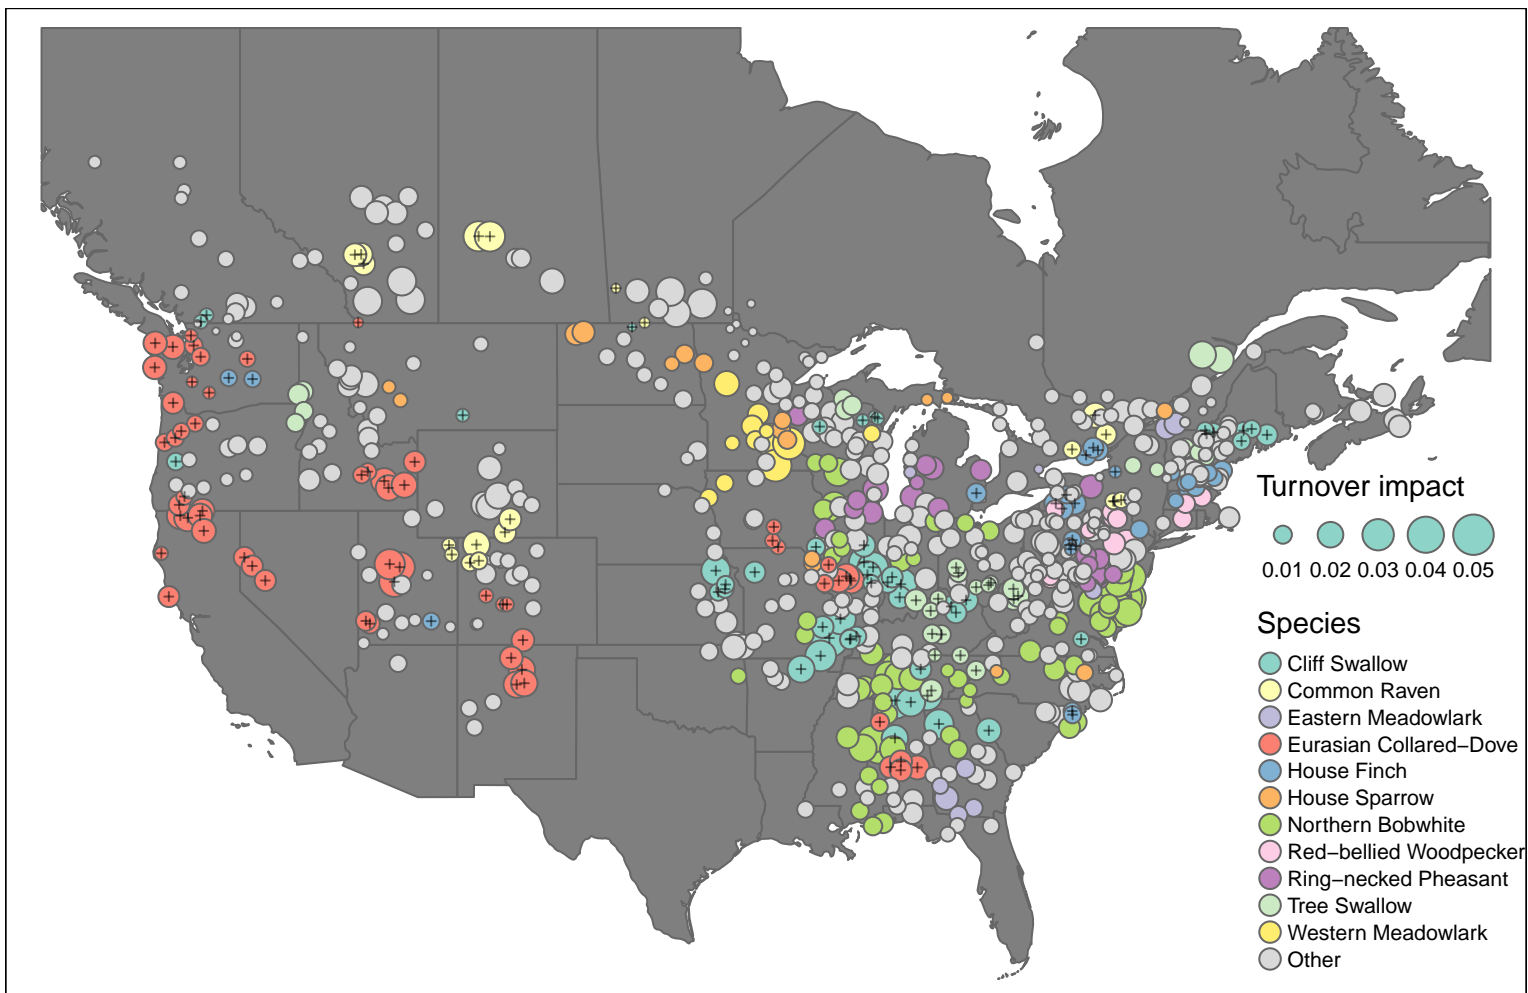 Turnover impact
0.01 0.02 0.03 0.04 0.05
Species
Cliff Swallow
Common Raven
Eastern Meadowlark
Eurasian Collared−Dove
House Finch
House Sparrow
Northern Bobwhite
Red−bellied Woodpecker
Ring−necked Pheasant
Tree Swallow
Western Meadowlark
Other